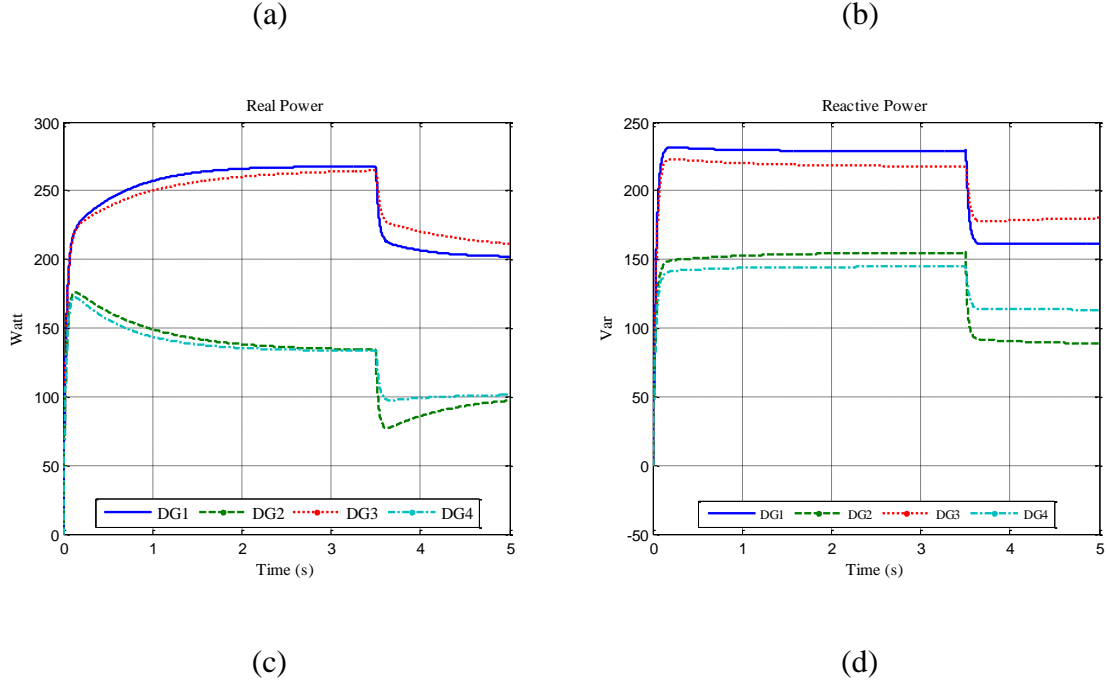 (a)
(b)
Real Power
300
250
200
150
100
50
0
Watt
DG1 DG2 DG3 DG4
0 1 2 3 4 5
Time (s)
Reactive Power
250
200
150
100
50
0
-50
Var
DG1 DG2 DG3 DG4
0 1 2 3 4 5
Time (s)
(c)
(d)